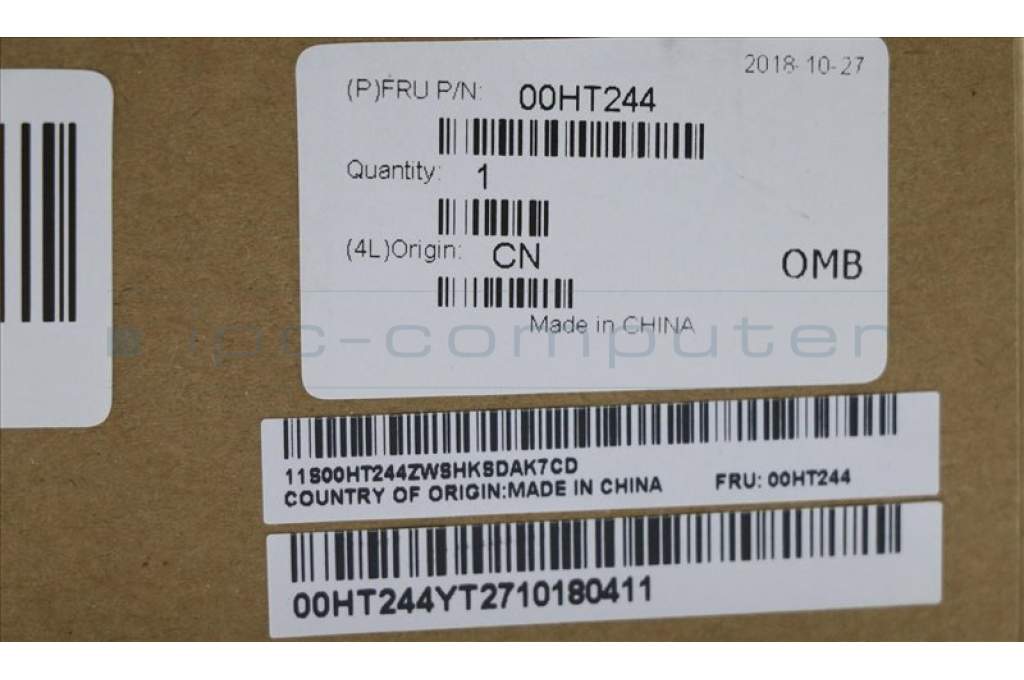 2018-10-27
(P)FRU P/N: 00HT244
Quantity: 1
(4L)Origin: CN
OMB
Made in CHINA
ipc-computer
11S00HT244ZWSHKSDAK7CD
COUNTRY OF ORIGIN:MADE IN CHINA FRU: 00HT244
00HT244YT2710180411